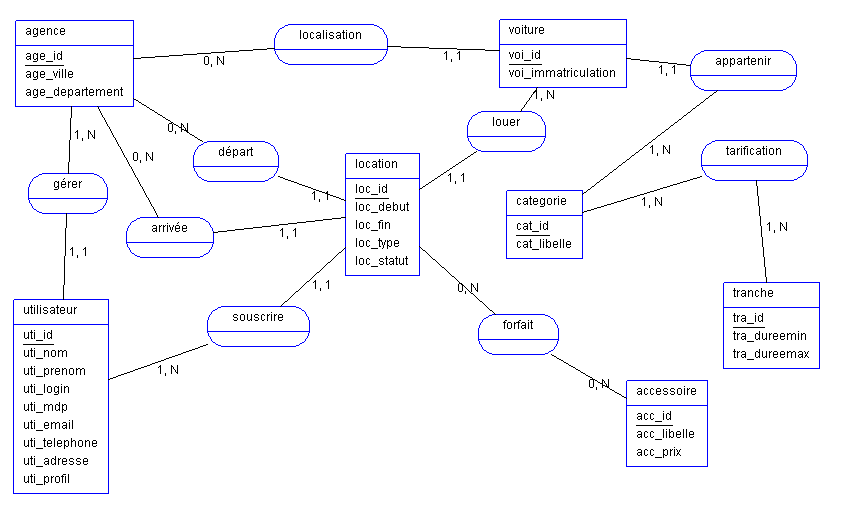 agence
age_id
age_ville
age_departement
localisation
0, N
1, 1
voiture
voi_id
voi_immatriculation
1, 1
appartenir
1, N
louer
1, N
1, 1
tarification
1, N
1, N
0, N
départ
1, 1
0, N
arrivée
1, 1
1, N
gérer
1, 1
location
loc_id
loc_debut
loc_fin
loc_type
loc_statut
categorie
cat_id
cat_libelle
tranche
tra_id
tra_dureemin
tra_dureemax
utilisateur
uti_id
uti_nom
uti_prenom
uti_login
uti_mdp
uti_email
uti_telephone
uti_adresse
uti_profil
souscrire
1, 1
1, N
0, N
forfait
0, N
accessoire
acc_id
acc_libelle
acc_prix